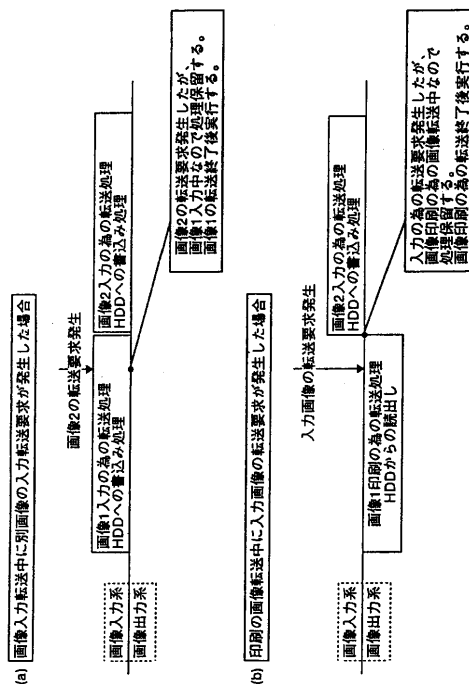 (a) 画像入力転送中に別画像の入力転送要求が発生した場合
画像2の転送要求発生
画像入力系
画像出力系
画像1入力の為の転送処理
HDDへの書込み処理
画像2入力の為の転送処理
HDDへの書込み処理
画像2の転送要求発生したが、
画像1入力中なので処理保留する。
画像1の転送終了後実行する。
(b) 印刷の画像転送中に入力画像の転送要求が発生した場合
入力画像の転送要求発生
画像入力系
画像出力系
画像1印刷の為の転送処理
HDDからの読出し
画像2入力の為の転送処理
HDDへの書込み処理
入力の為の転送要求発生したが、
画像印刷の為の画像転送中なので
処理保留する。
画像印刷の為の転送終了後実行する。